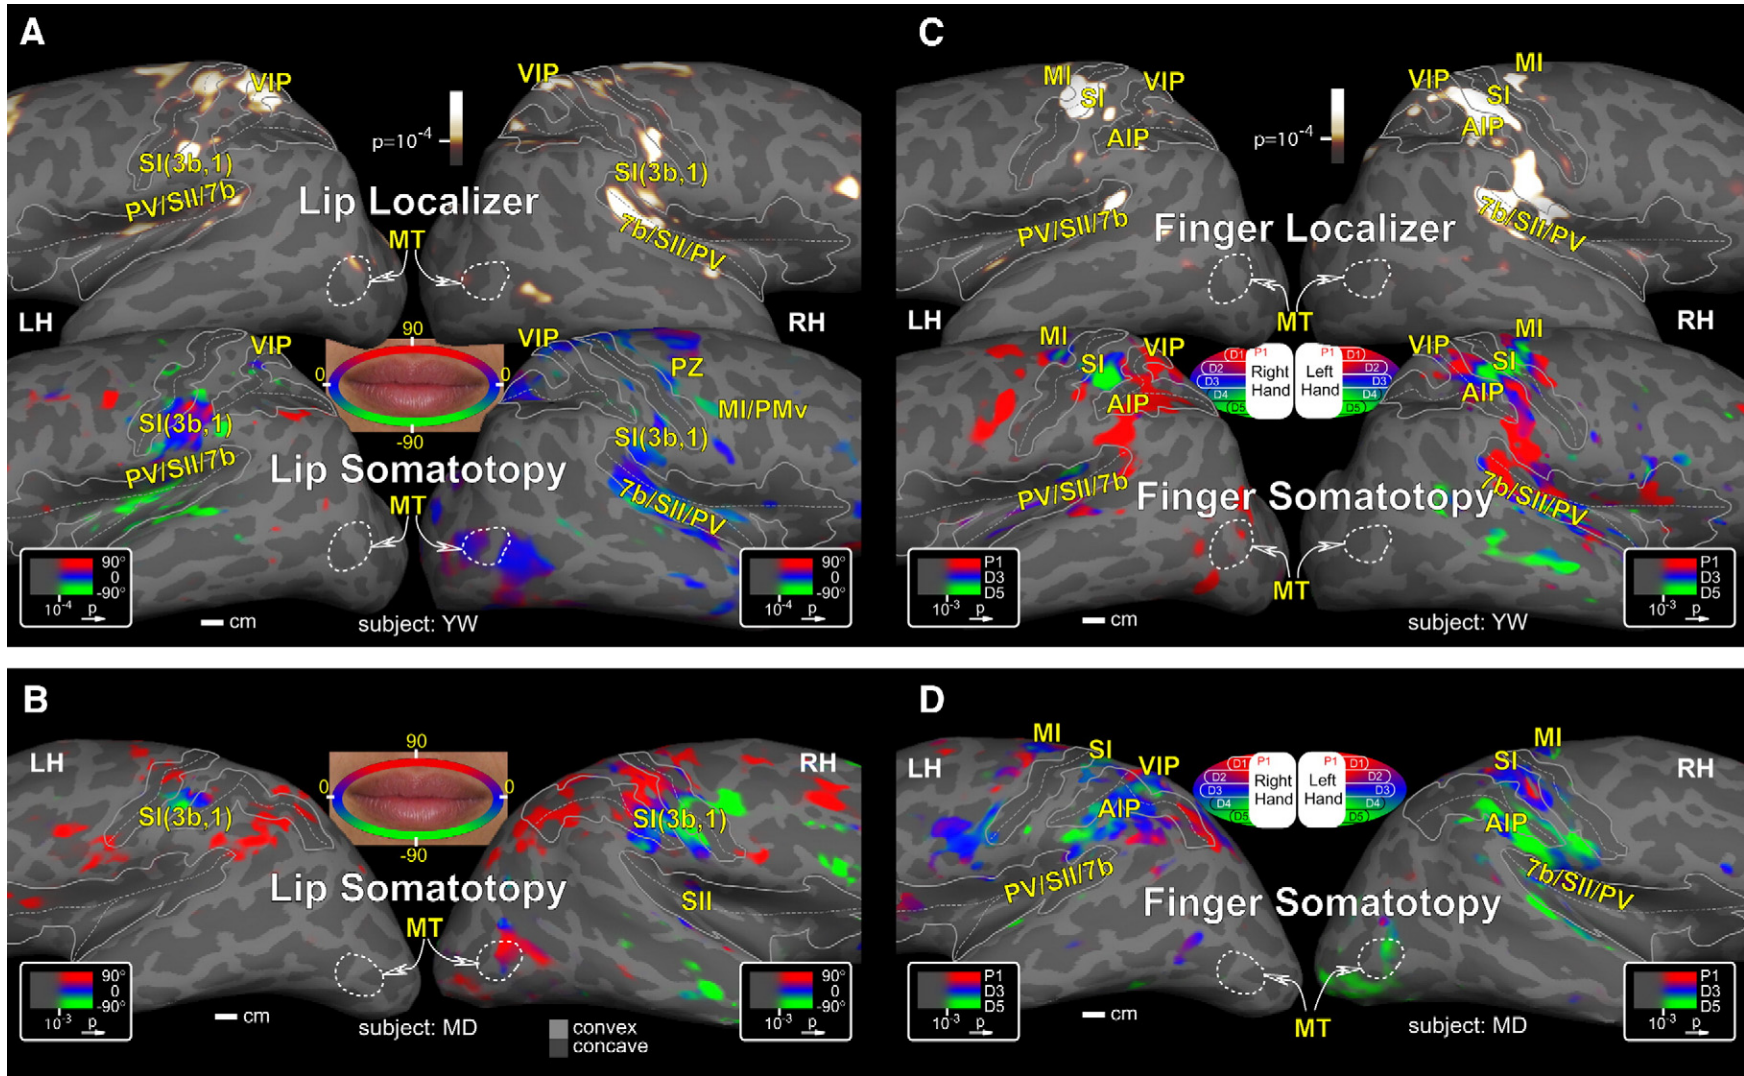 A
VIP
VIP
p=10-4
SI(3b,1)
SI(3b,1)
PV/SII/7b
Lip Localizer
7b/SII/PV
MT
LH
RH
90
VIP
VIP
PZ
0
0
MI/PMv
SI(3b,1)
SI(3b,1)
-90
PV/SII/7b
Lip Somatotopy
7b/SII/PV
MT
90°
0
-90°
10-4 p
90°
0
-90°
10-4 p
cm
subject: YW
C
MI
VIP
SI
VIP
MI
SI
p=10-4
AIP
AIP
PV/SII/7b
Finger Localizer
7b/SII/PV
LH
MT
RH
MI
VIP
SI
VIP
MI
SI
D1
P1
P1
D1
D2
D2
D3
Right
Hand
Left
Hand
D3
D4
D4
D5
D5
AIP
AIP
PV/SII/7b
Finger Somatotopy
7b/SII/PV
MT
P1
D3
D5
10-3 p
P1
D3
D5
10-3 p
cm
subject: YW
B
LH
90
RH
0
0
SI(3b,1)
SI(3b,1)
-90
Lip Somatotopy
SII
MT
90°
0
-90°
10-3 p
90°
0
-90°
10-3 p
cm
subject: MD
convex
concave
D
MI
SI
VIP
MI
SI
LH
RH
D1
P1
P1
D1
D2
D2
D3
Right
Hand
Left
Hand
D3
D4
D4
D5
D5
AIP
AIP
PV/SII/7b
Finger Somatotopy
7b/SII/PV
MT
P1
D3
D5
10-3 p
P1
D3
D5
10-3 p
cm
subject: MD